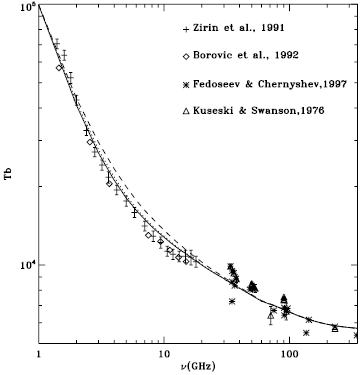 10⁶
+ Zirin et al., 1991
◇ Borovic et al., 1992
✳ Fedoseev & Chernyshev,1997
△ Kuseski & Swanson,1976
Tb
10⁴
1 10 100
ν(GHz)